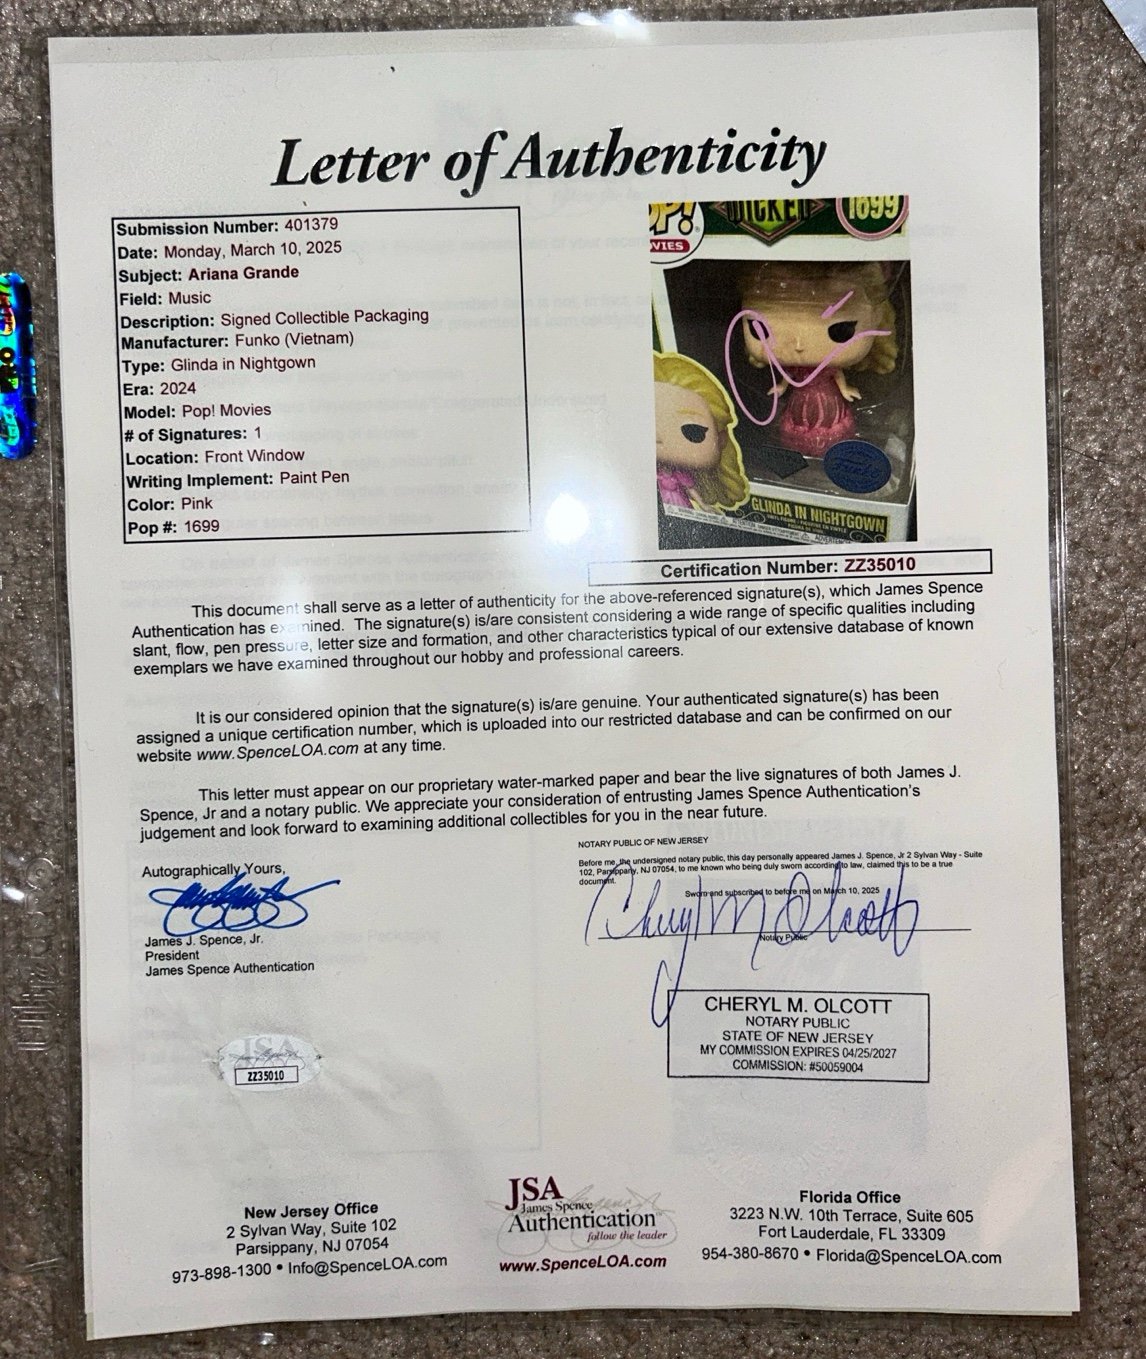 Letter of Authenticity
Submission Number: 401379
Date: Monday, March 10, 2025
Subject: Ariana Grande
Field: Music
Description: Signed Collectible Packaging
Manufacturer: Funko (Vietnam)
Type: Glinda in Nightgown
Era: 2024
Model: Pop! Movies
# of Signatures: 1
Location: Front Window
Writing Implement: Paint Pen
Color: Pink
Pop #: 1699
WICKED
1699
GLINDA IN NIGHTGOWN
Certification Number: ZZ35010
This document shall serve as a letter of authenticity for the above-referenced signature(s), which James Spence
Authentication has examined. The signature(s) is/are consistent considering a wide range of specific qualities including
slant, flow, pen pressure, letter size and formation, and other characteristics typical of our extensive database of known
exemplars we have examined throughout our hobby and professional careers.
It is our considered opinion that the signature(s) is/are genuine. Your authenticated signature(s) has been
assigned a unique certification number, which is uploaded into our restricted database and can be confirmed on our
website www.SpenceLOA.com at any time.
This letter must appear on our proprietary water-marked paper and bear the live signatures of both James J.
Spence, Jr and a notary public. We appreciate your consideration of entrusting James Spence Authentication's
judgement and look forward to examining additional collectibles for you in the near future.
Autographically Yours,
James J. Spence, Jr.
President
James Spence Authentication
NOTARY PUBLIC OF NEW JERSEY
Before me, the undersigned notary public, this day personally appeared James J. Spence, Jr 2 Sylvan Way - Suite
102, Parsippany, NJ 07054, to me known who being duly sworn according to law, claimed this to be a true
document.
Sworn and subscribed to before me on March 10, 2025
Cheryl M Olcott
Notary Public
CHERYL M. OLCOTT
NOTARY PUBLIC
STATE OF NEW JERSEY
MY COMMISSION EXPIRES 04/25/2027
COMMISSION: #50059004
JSA
ZZ35010
New Jersey Office
2 Sylvan Way, Suite 102
Parsippany, NJ 07054
973-898-1300 • Info@SpenceLOA.com
JSA
James Spence
Authentication
follow the leader
www.SpenceLOA.com
Florida Office
3223 N.W. 10th Terrace, Suite 605
Fort Lauderdale, FL 33309
954-380-8670 • Florida@SpenceLOA.com